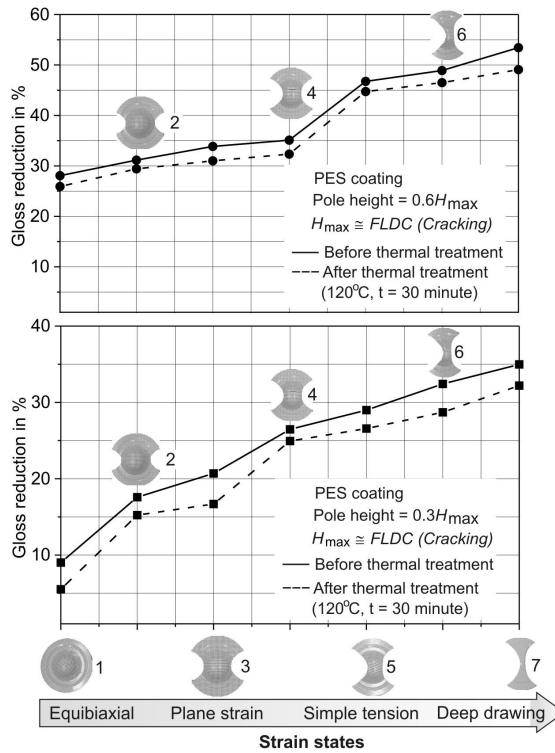 60
50
40
30
20
10
Gloss reduction in %
2
4
6
PES coating
Pole height = 0.6Hmax
Hmax ≅ FLDC (Cracking)
Before thermal treatment
After thermal treatment
(120°C, t = 30 minute)
40
30
20
10
Gloss reduction in %
2
4
6
PES coating
Pole height = 0.3Hmax
Hmax ≅ FLDC (Cracking)
Before thermal treatment
After thermal treatment
(120°C, t = 30 minute)
1
3
5
7
Equibiaxial Plane strain Simple tension Deep drawing
Strain states